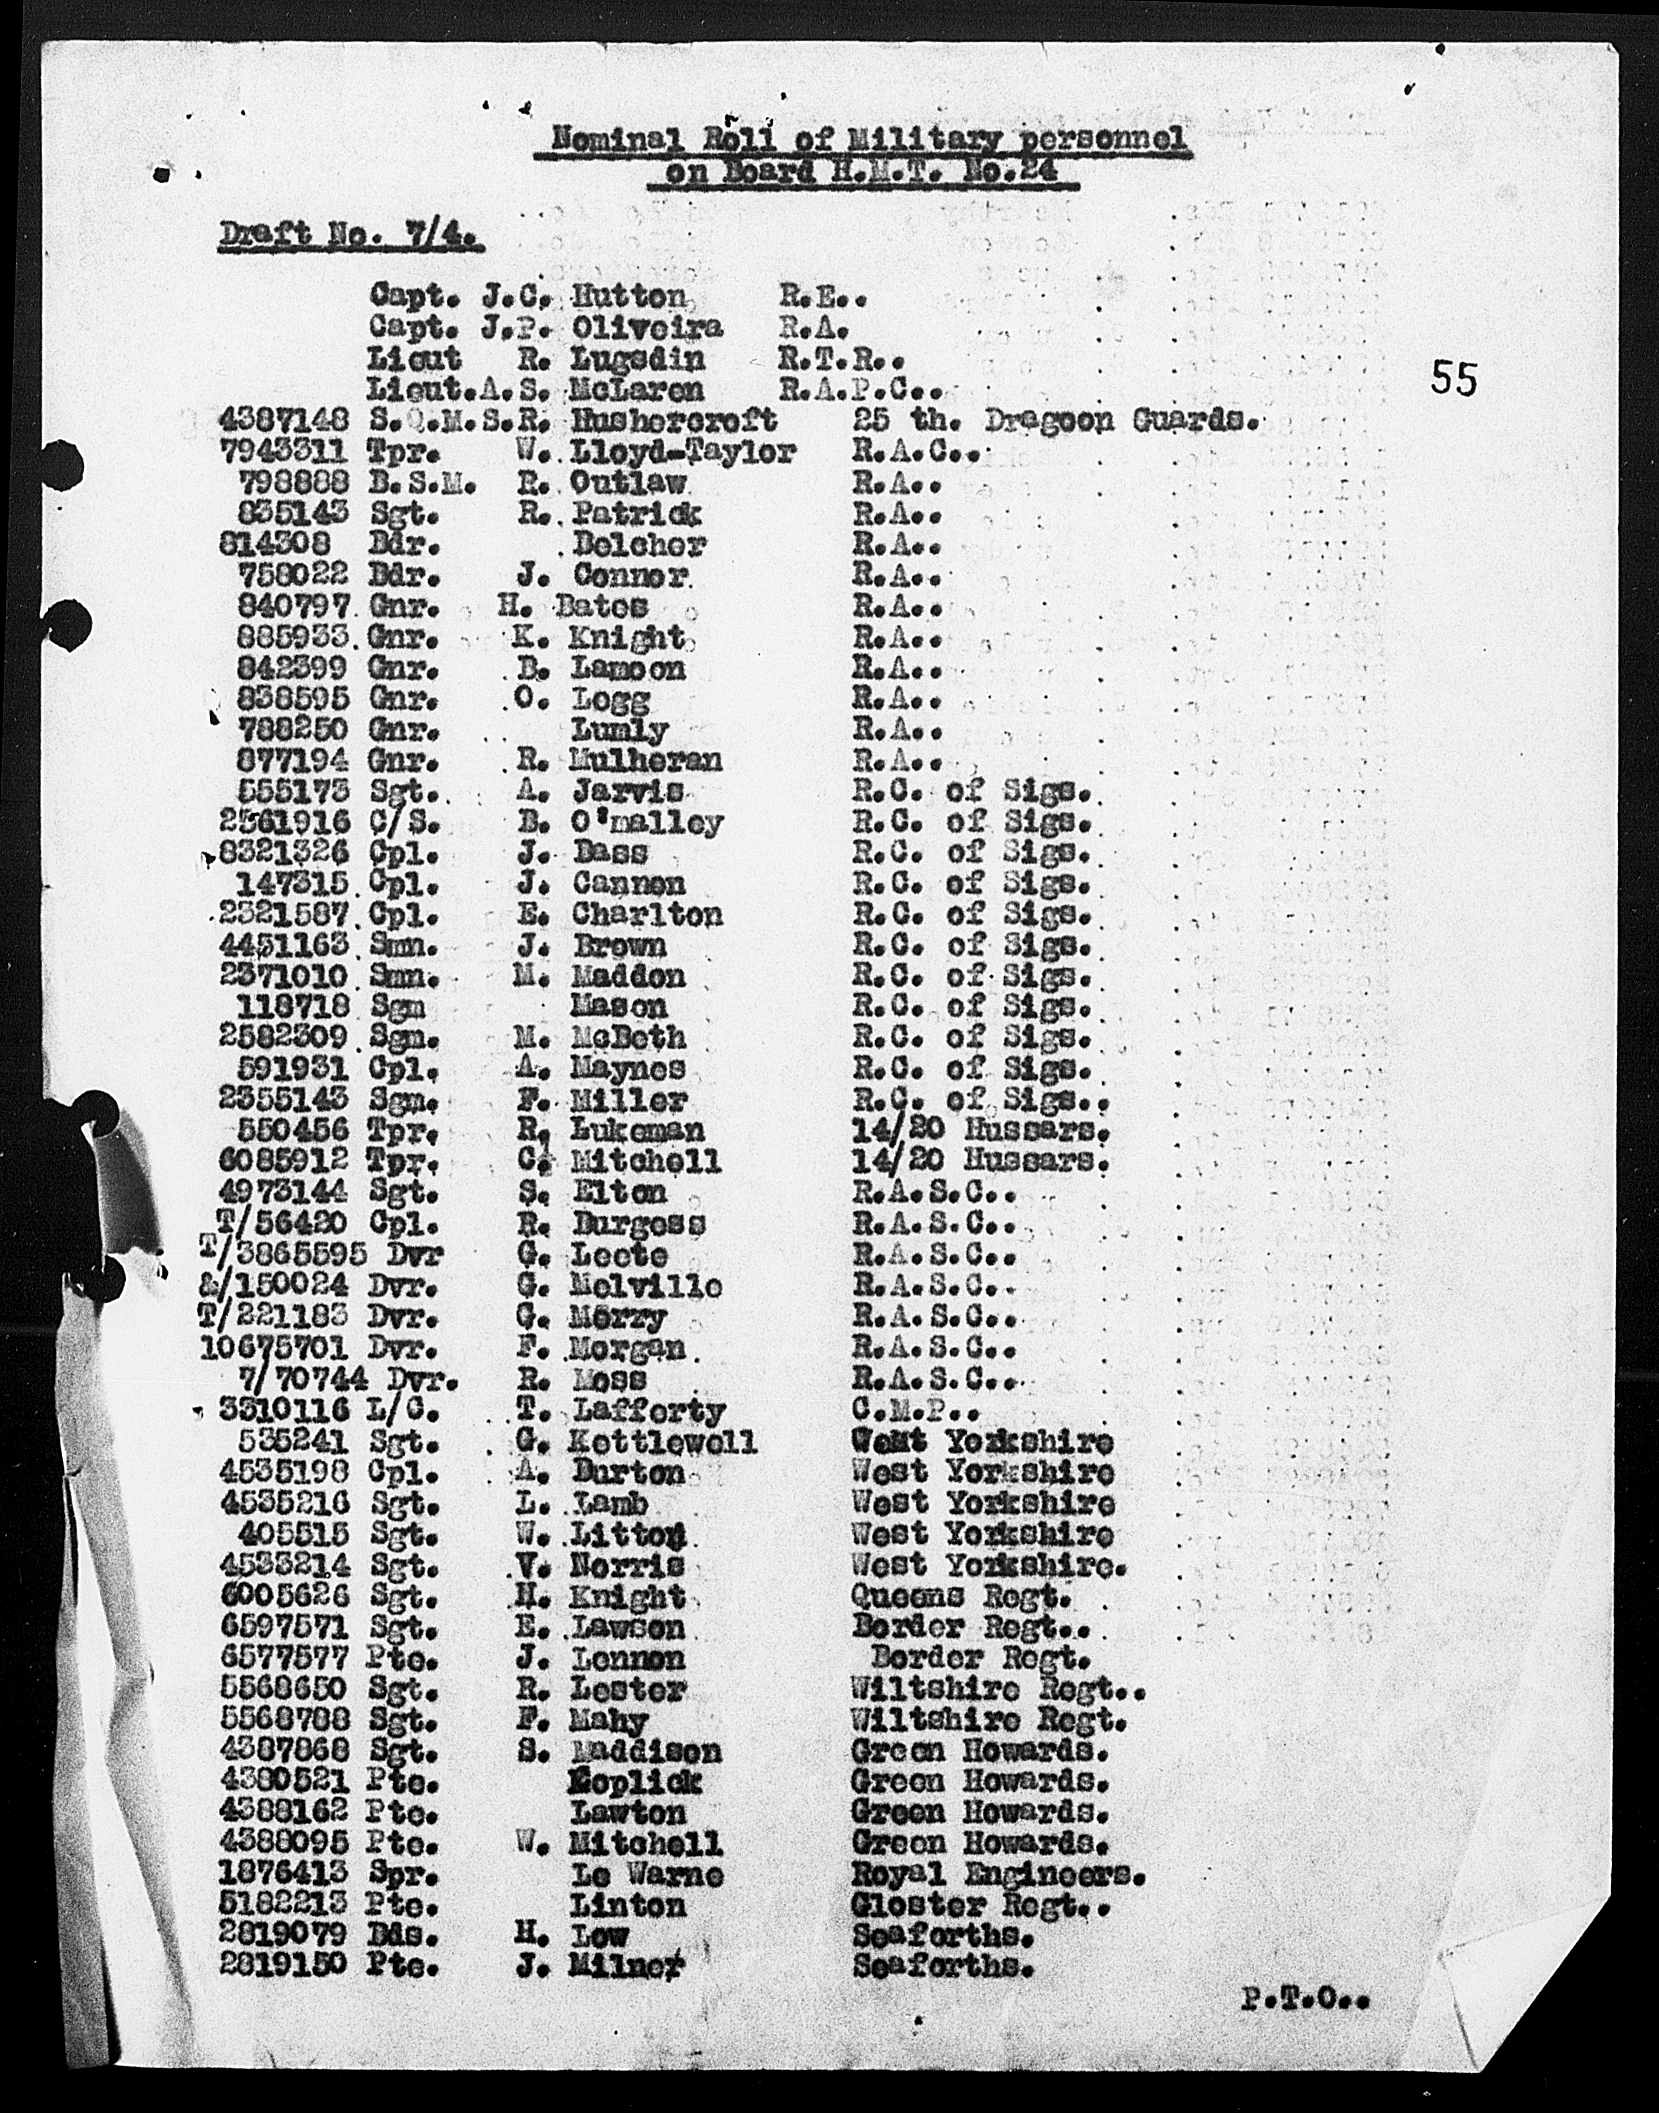 Nominal Roll of Military personnel
on Board H.M.T. No.24
Draft No. 7/4.
Capt. J.C. Hutton R.E..
Capt. J.P. Oliveira R.A.
Lieut R. Lugsdin R.T.R..
55
Lieut.A.S. McLaren R.A.P.C..
4387148 S.Q.M.S.R. Hushercroft 25 th. Dragoon Guards.
7943311 Tpr. W. Lloyd-Taylor R.A.C..
798888 B.S.M. R. Outlaw R.A..
835143 Sgt. R. Patrick R.A..
814308 Bdr. Belcher R.A..
758022 Bdr. J. Connor R.A..
840797 Gnr. H. Bates R.A..
885933 Gnr. K. Knight R.A..
842399 Gnr. B. Lamoon R.A..
838595 Gnr. O. Legg R.A..
788250 Gnr. Lumly R.A..
877194 Gnr. R. Mulheran R.A..
555173 Sgt. A. Jarvis R.C. of Sigs.
2561916 C/S. B. O'malley R.C. of Sigs.
8321326 Cpl. J. Bass R.C. of Sigs.
147315 Cpl. J. Cannon R.C. of Sigs.
2321587 Cpl. E. Charlton R.C. of Sigs.
4451163 Smn. J. Brown R.C. of Sigs.
2371010 Smn. M. Madden R.C. of Sigs.
118718 Sgm Mason R.C. of Sigs.
2582309 Sgm. M. McBeth R.C. of Sigs.
591931 Cpl. A. Maynes R.C. of Sigs.
2355143 Sgm. F. Miller R.C. of Sigs..
550456 Tpr. R. Lukeman 14/20 Hussars.
6085912 Tpr. C. Mitchell 14/20 Hussars.
4973144 Sgt. S. Elton R.A.S.C..
T/56420 Cpl. R. Burgess R.A.S.C..
T/3865595 Dvr G. Leete R.A.S.C..
&/150024 Dvr. G. Melville R.A.S.C..
T/221183 Dvr. G. Merry R.A.S.C..
10675701 Dvr. F. Morgan R.A.S.C..
7/70744 Dvr. R. Moss R.A.S.C..
3310116 L/C. T. Lafferty C.M.P..
535241 Sgt. G. Kettlewell West Yorkshire
4535198 Cpl. A. Burton West Yorkshire
4535216 Sgt. L. Lamb West Yorkshire
405515 Sgt. W. Litton West Yorkshire
4533214 Sgt. V. Norris West Yorkshire.
6005626 Sgt. H. Knight Queens Regt.
6597571 Sgt. E. Lawson Border Regt..
6577577 Pte. J. Lennon Border Regt.
5568650 Sgt. R. Lester Wiltshire Regt..
5568788 Sgt. F. Mahy Wiltshire Regt.
4387868 Sgt. S. Maddison Green Howards.
4380521 Pte. Keplick Green Howards.
4388162 Pte. Lawton Green Howards.
4388095 Pte. W. Mitchell Green Howards.
1876413 Spr. Le Warne Royal Engineers.
5182213 Pte. Linton Gloster Regt..
2819079 Bds. H. Low Seaforths.
2819150 Pte. J. Milner Seaforths.
P.T.O..